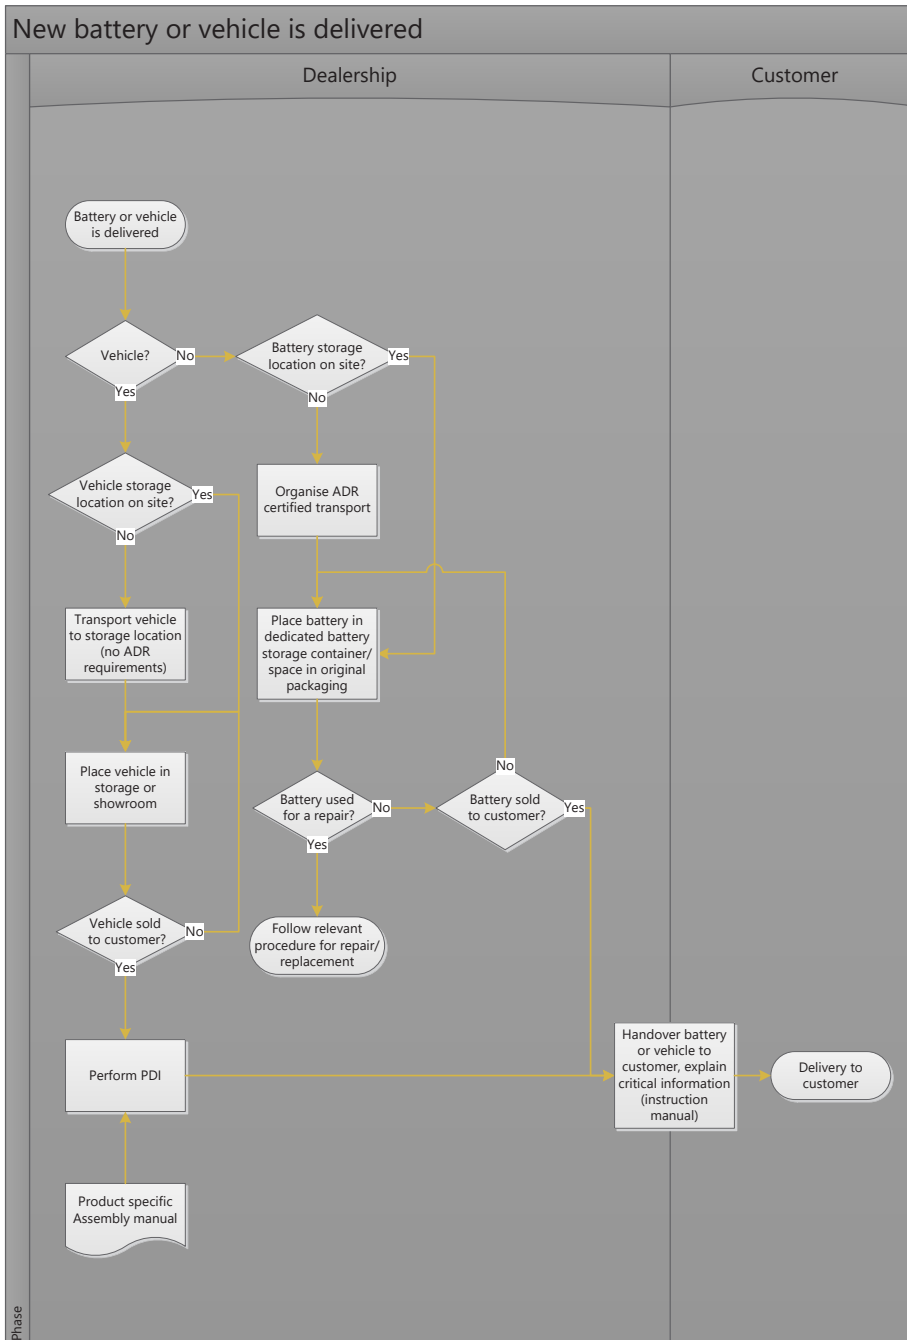 New battery or vehicle is delivered
Dealership
Customer
Battery or vehicle
is delivered
Vehicle?
No
Yes
Battery storage
location on site?
Yes
No
Vehicle storage
location on site?
Yes
No
Organise ADR
certified transport
Transport vehicle
to storage location
(no ADR
requirements)
Place battery in
dedicated battery
storage container/
space in original
packaging
Place vehicle in
storage or
showroom
Battery used
for a repair?
No
Yes
No
Battery sold
to customer?
Yes
Vehicle sold
to customer?
No
Yes
Follow relevant
procedure for repair/
replacement
Perform PDI
Handover battery
or vehicle to
customer, explain
critical information
(instruction
manual)
Delivery to
customer
Product specific
Assembly manual
Phase